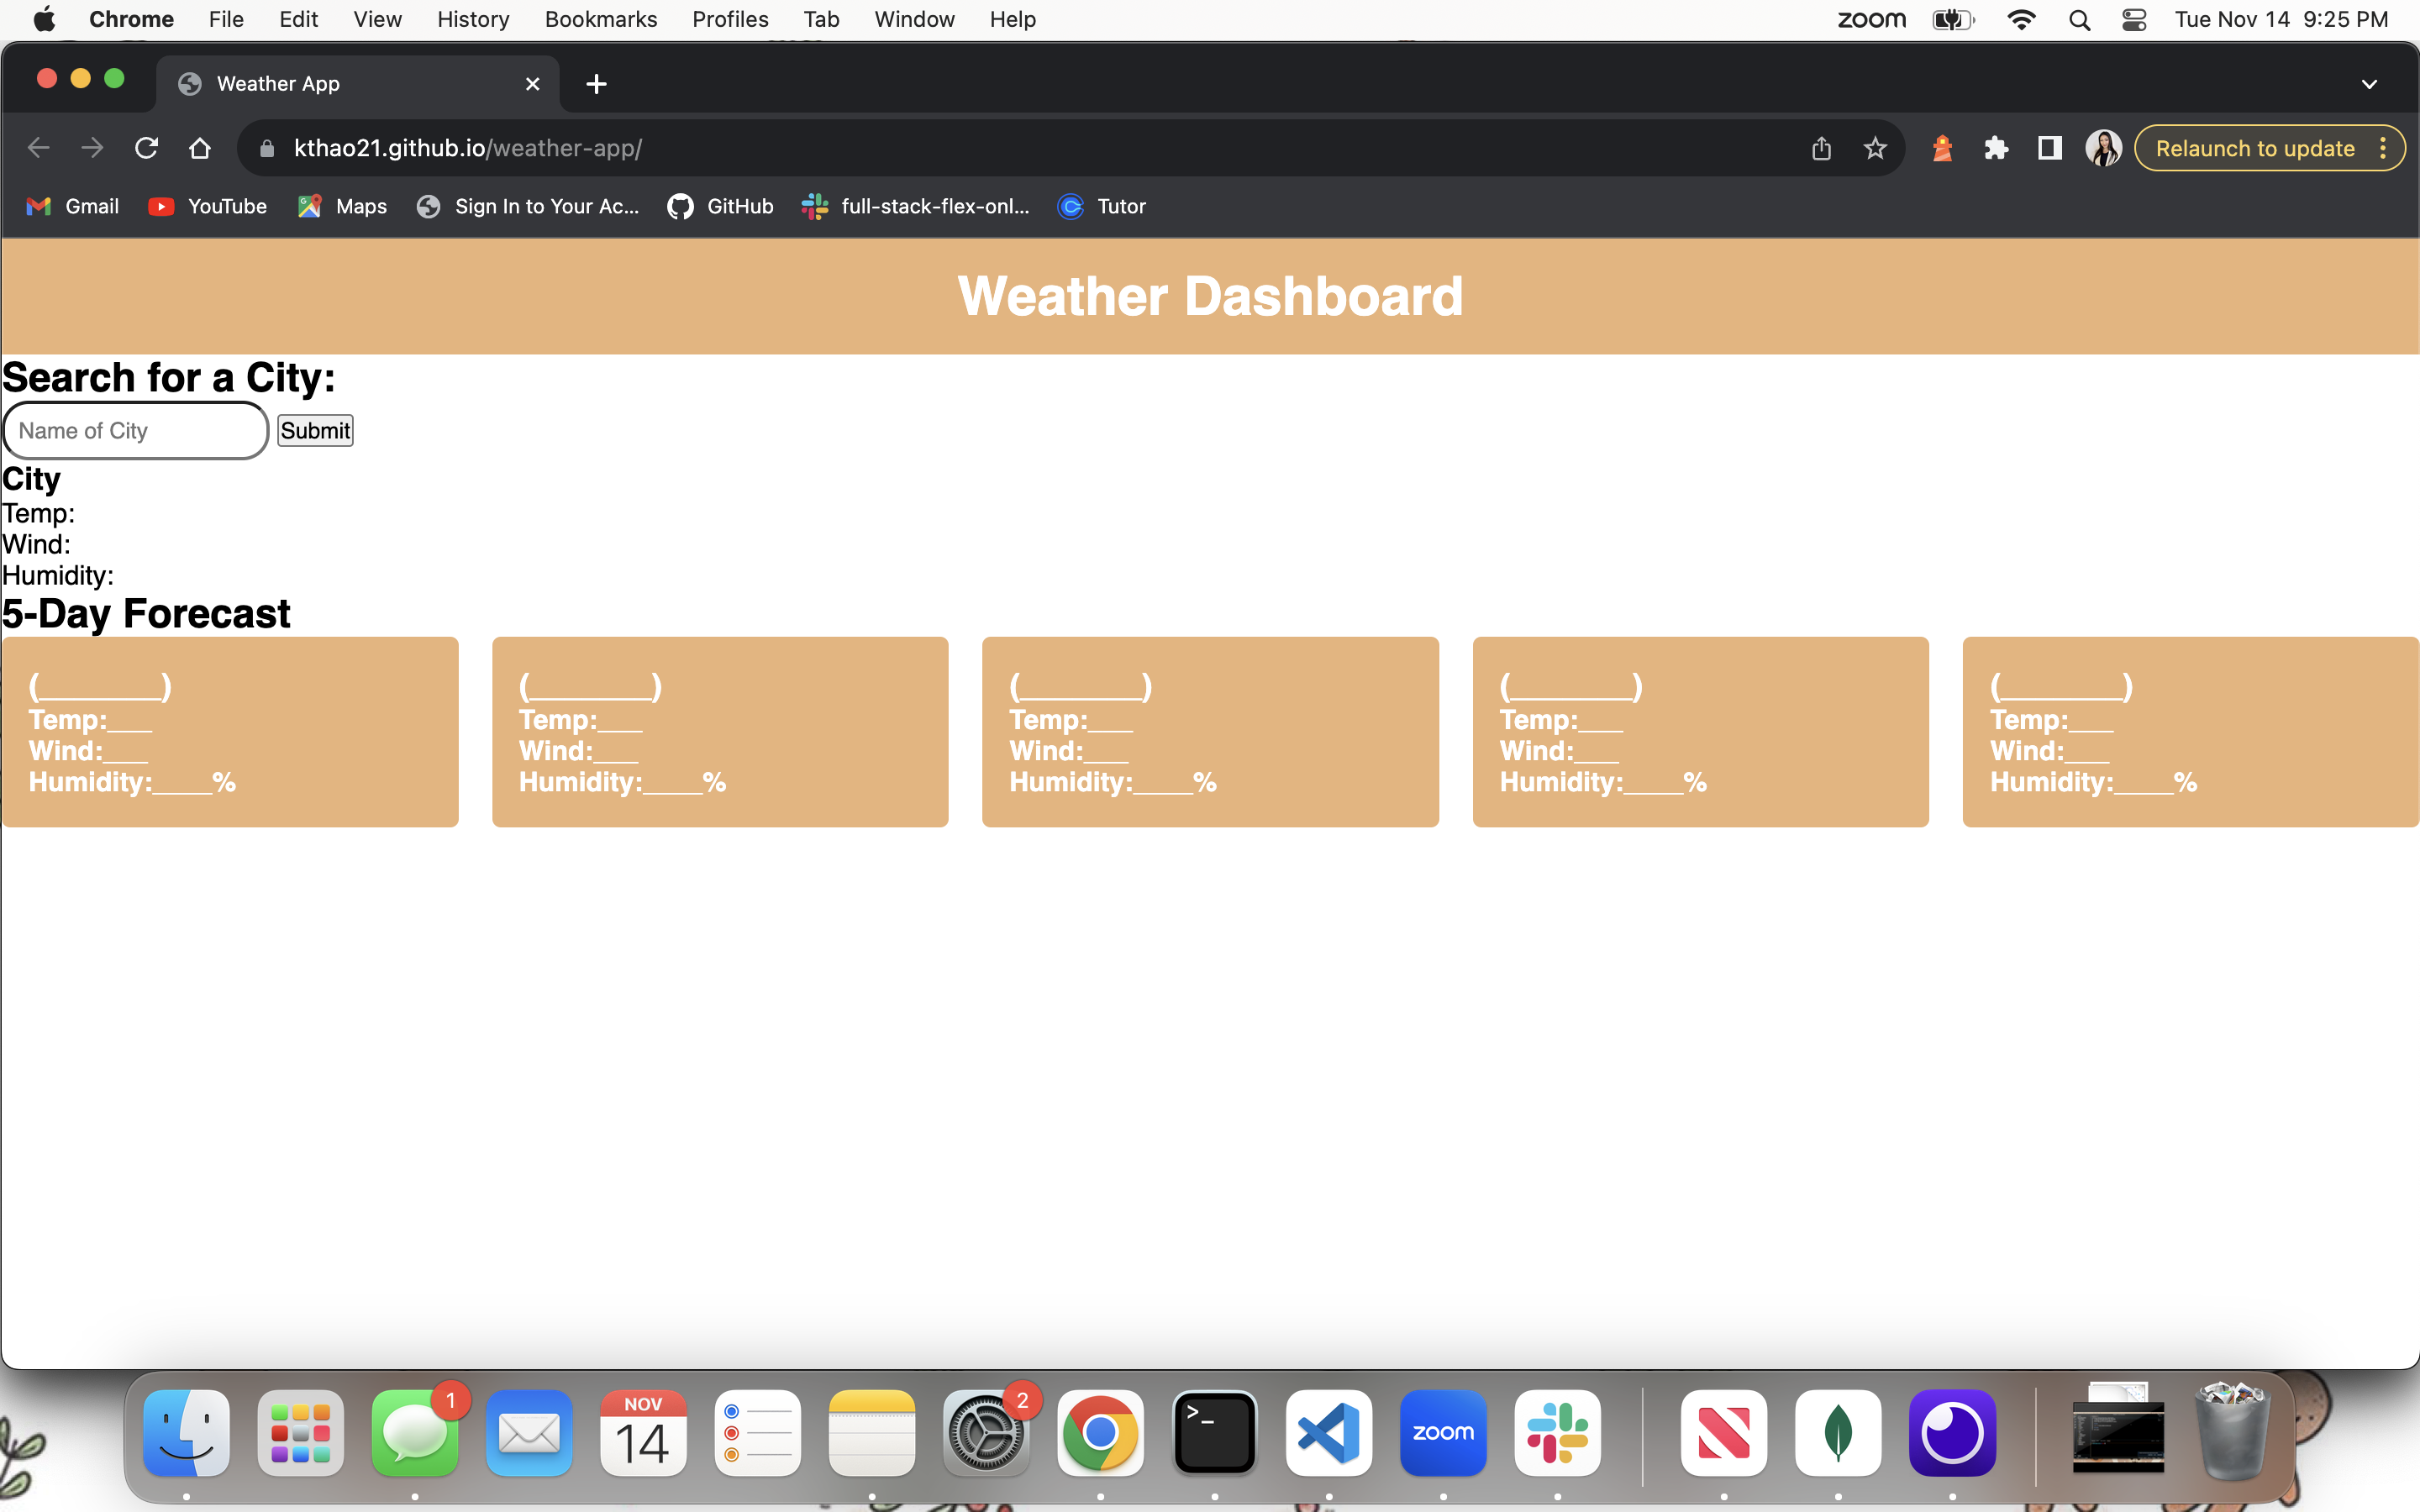 Chrome File Edit View History Bookmarks Profiles Tab Window Help zoom Tue Nov 14 9:25 PM
Weather App
kthao21.github.io/weather-app/ Relaunch to update
Gmail YouTube Maps Sign In to Your Ac... GitHub full-stack-flex-onl... Tutor
Weather Dashboard
Search for a City:
Name of City Submit
City
Temp:
Wind:
Humidity:
5-Day Forecast
(________) (________) (________) (________) (________)
Temp:___ Temp:___ Temp:___ Temp:___ Temp:___
Wind:___ Wind:___ Wind:___ Wind:___ Wind:___
Humidity:____% Humidity:____% Humidity:____% Humidity:____% Humidity:____%
1 NOV 2
14 >_ zoom